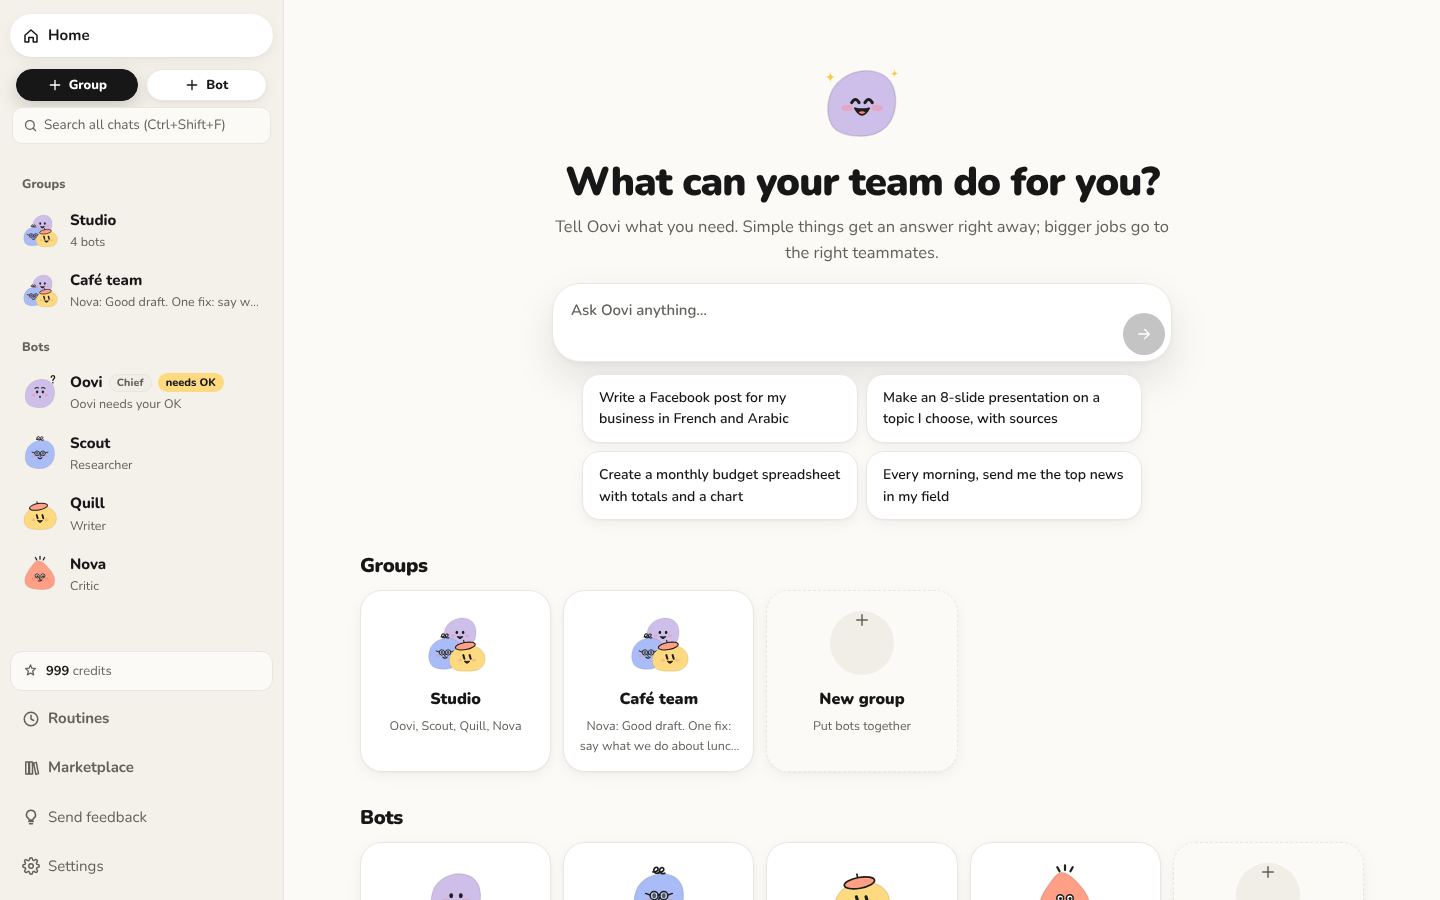 Home
Group
Bot
Search all chats (Ctrl+Shift+F)
Groups
Studio
4 bots
Café team
Nova: Good draft. One fix: say w...
Bots
Oovi Chief needs OK
?
Oovi needs your OK
Scout
Researcher
Quill
Writer
Nova
Critic
999 credits
Routines
Marketplace
Send feedback
Settings
What can your team do for you?
Tell Oovi what you need. Simple things get an answer right away; bigger jobs go to
the right teammates.
Ask Oovi anything...
Write a Facebook post for my
business in French and Arabic
Make an 8-slide presentation on a
topic I choose, with sources
Create a monthly budget spreadsheet
with totals and a chart
Every morning, send me the top news
in my field
Groups
Studio
Oovi, Scout, Quill, Nova
Café team
Nova: Good draft. One fix:
say what we do about lunc...
New group
Put bots together
Bots